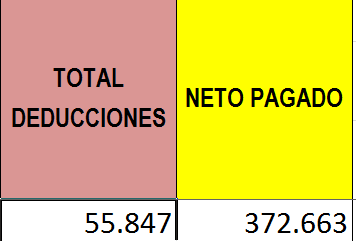 TOTAL
DEDUCCIONES
NETO PAGADO
55.847
372.663